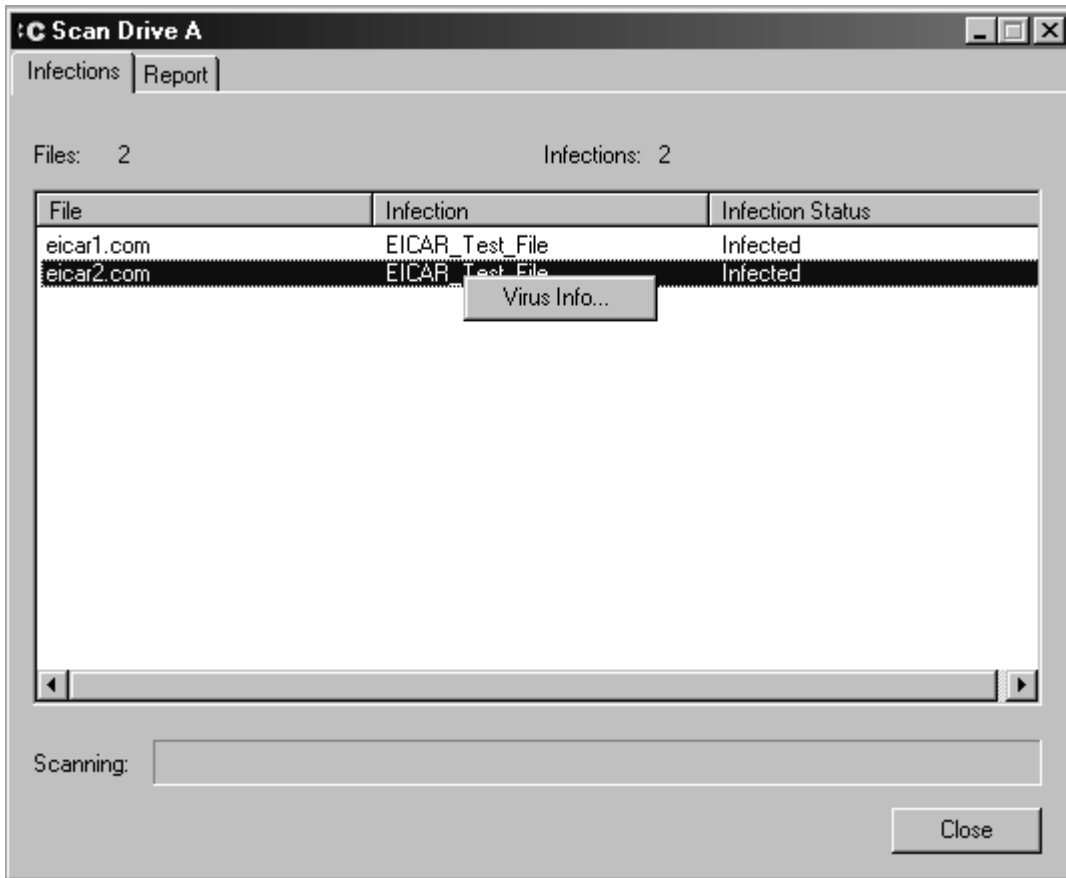 C Scan Drive A
Infections Report
Files: 2 Infections: 2
File Infection Infection Status
eicar1.com EICAR_Test_File Infected
eicar2.com EICAR_Test_File Infected
Virus Info...
Scanning:
Close